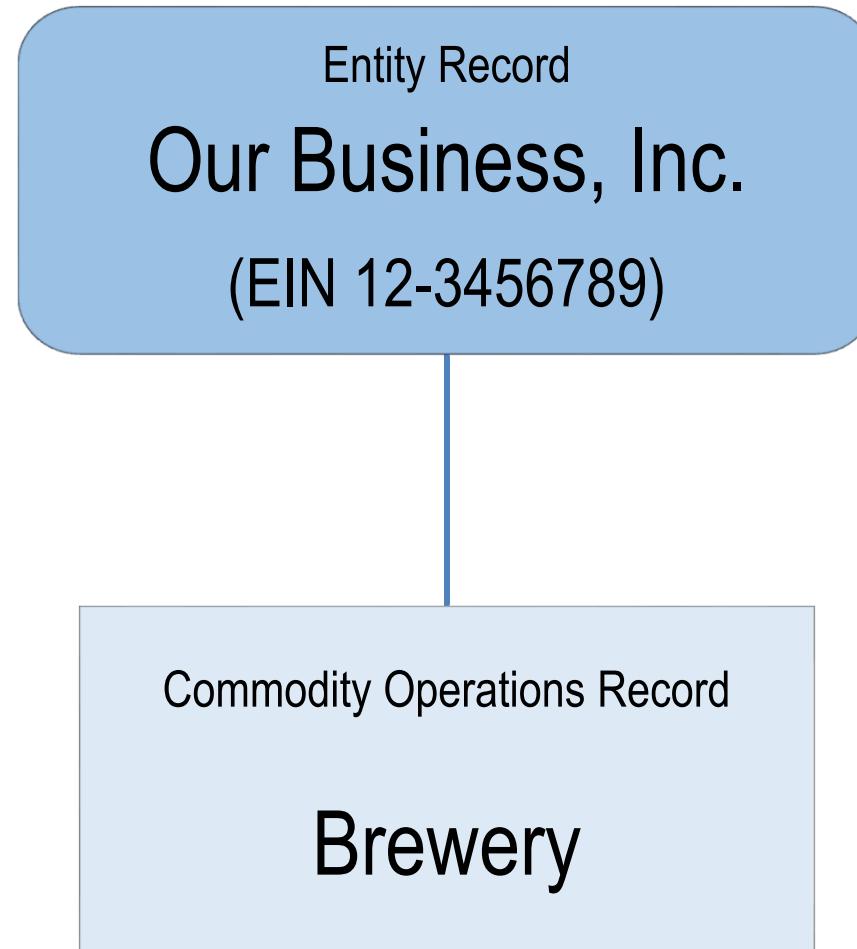 Entity Record
Our Business, Inc.
(EIN 12-3456789)
Commodity Operations Record
Brewery